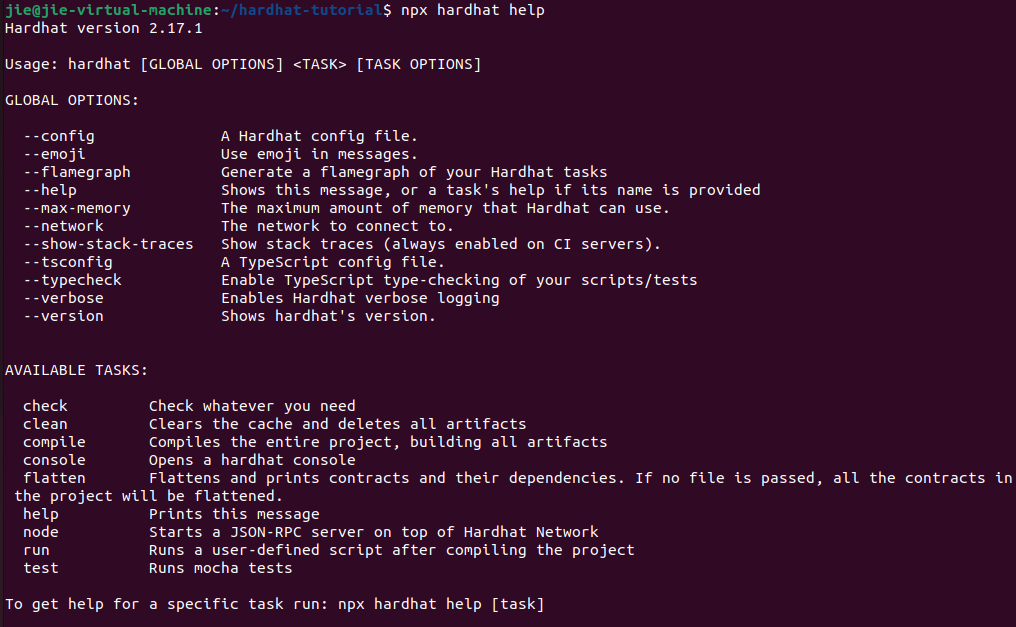 jie@jie-virtual-machine:~/hardhat-tutorial$ npx hardhat help
Hardhat version 2.17.1
Usage: hardhat [GLOBAL OPTIONS] <TASK> [TASK OPTIONS]
GLOBAL OPTIONS:
--config A Hardhat config file.
--emoji Use emoji in messages.
--flamegraph Generate a flamegraph of your Hardhat tasks
--help Shows this message, or a task's help if its name is provided
--max-memory The maximum amount of memory that Hardhat can use.
--network The network to connect to.
--show-stack-traces Show stack traces (always enabled on CI servers).
--tsconfig A TypeScript config file.
--typecheck Enable TypeScript type-checking of your scripts/tests
--verbose Enables Hardhat verbose logging
--version Shows hardhat's version.
AVAILABLE TASKS:
check Check whatever you need
clean Clears the cache and deletes all artifacts
compile Compiles the entire project, building all artifacts
console Opens a hardhat console
flatten Flattens and prints contracts and their dependencies. If no file is passed, all the contracts in
the project will be flattened.
help Prints this message
node Starts a JSON-RPC server on top of Hardhat Network
run Runs a user-defined script after compiling the project
test Runs mocha tests
To get help for a specific task run: npx hardhat help [task]